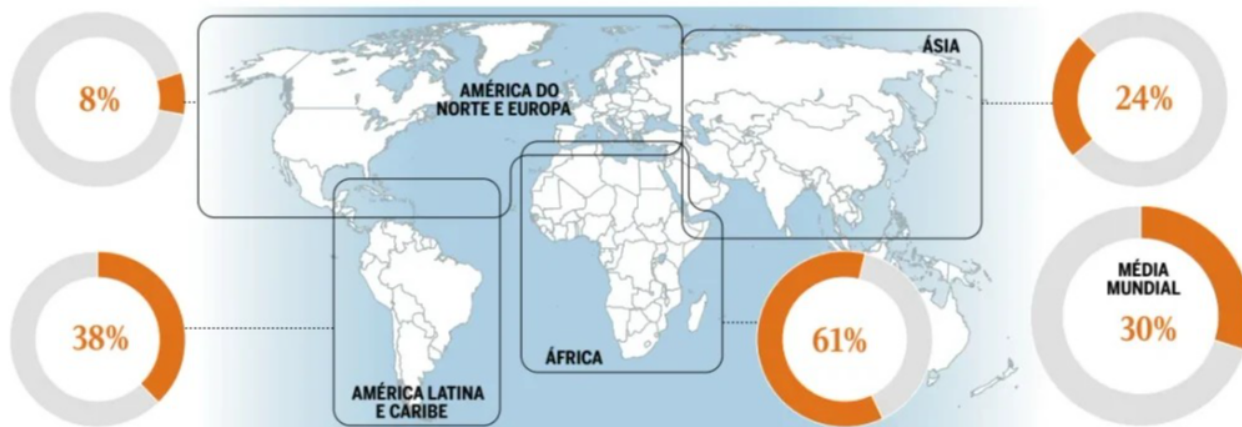 8%
AMÉRICA DO
NORTE E EUROPA
ÁSIA
24%
38%
AMÉRICA LATINA
E CARIBE
ÁFRICA
61%
MÉDIA
MUNDIAL
30%